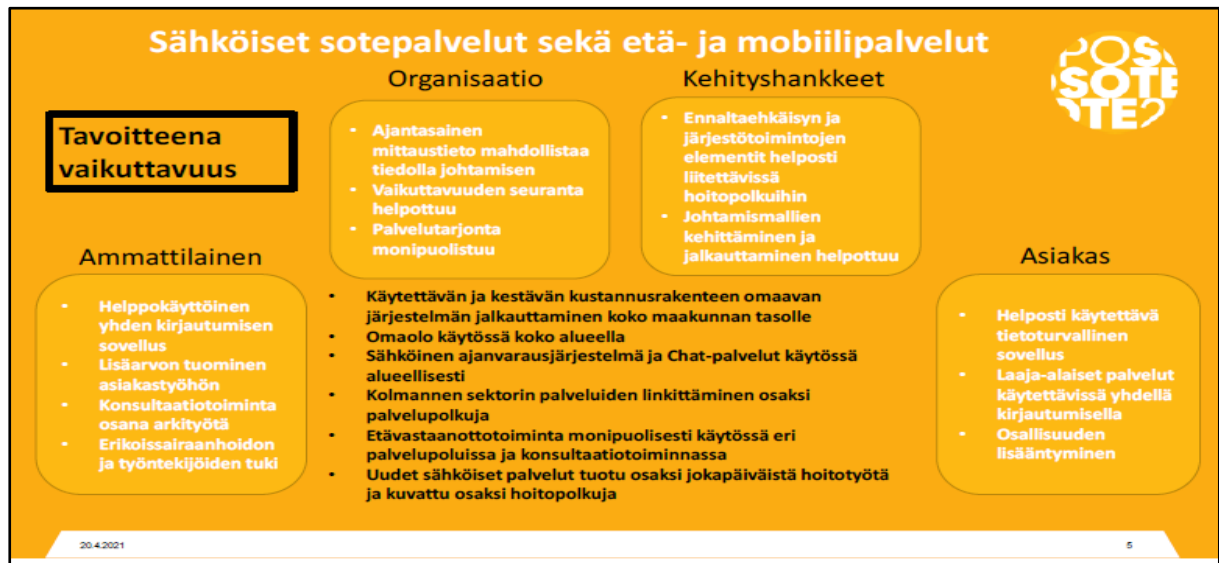 Sähköiset sotepalvelut sekä etä- ja mobiilipalvelut
POS
SOTE
OTE2
Tavoitteena
vaikuttavuus
Organisaatio
• Ajantasainen
mittaustieto mahdollistaa
tiedolla johtamisen
• Vaikuttavuuden seuranta
helpottuu
• Palvelutarjonta
monipuolistuu
Kehityshankkeet
• Ennaltaehkäisyn ja
järjestötoimintojen
elementit helposti
liitettävissä
hoitopolkuihin
• Johtamismallien
kehittäminen ja
jalkauttaminen helpottuu
Ammattilainen
• Helppokäyttöinen
yhden kirjautumisen
sovellus
• Lisäarvon tuominen
asiakastyöhön
• Konsultaatiotoiminta
osana arkityötä
• Erikoissairaanhoidon
ja työntekijöiden tuki
• Käytettävän ja kestävän kustannusrakenteen omaavan
järjestelmän jalkauttaminen koko maakunnan tasolle
• Omaolo käytössä koko alueella
• Sähköinen ajanvarausjärjestelmä ja Chat-palvelut käytössä
alueellisesti
• Kolmannen sektorin palveluiden linkittäminen osaksi
palvelupolkuja
• Etävastaanottotoiminta monipuolisesti käytössä eri
palvelupoluissa ja konsultaatiotoiminnassa
• Uudet sähköiset palvelut tuotu osaksi jokapäiväistä hoitotyötä
ja kuvattu osaksi hoitopolkuja
Asiakas
• Helposti käytettävä
tietoturvallinen
sovellus
• Laaja-alaiset palvelut
käytettävissä yhdellä
kirjautumisella
• Osallisuuden
lisääntyminen
20.4.2021
5